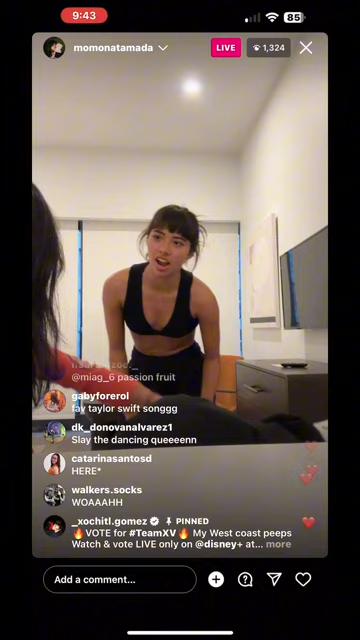 9:43
85
momonatamada
LIVE
1,324
@miag_6 passion fruit
gabyforerol
fav taylor swift songgg
dk_donovanalvarez1
Slay the dancing queeeenn
catarinasantosd
HERE*
walkers.socks
WOAAAHH
_xochitl.gomez PINNED
🔥VOTE for #TeamXV🔥 My West coast peeps
Watch & vote LIVE only on @disney+ at... more
Add a comment...